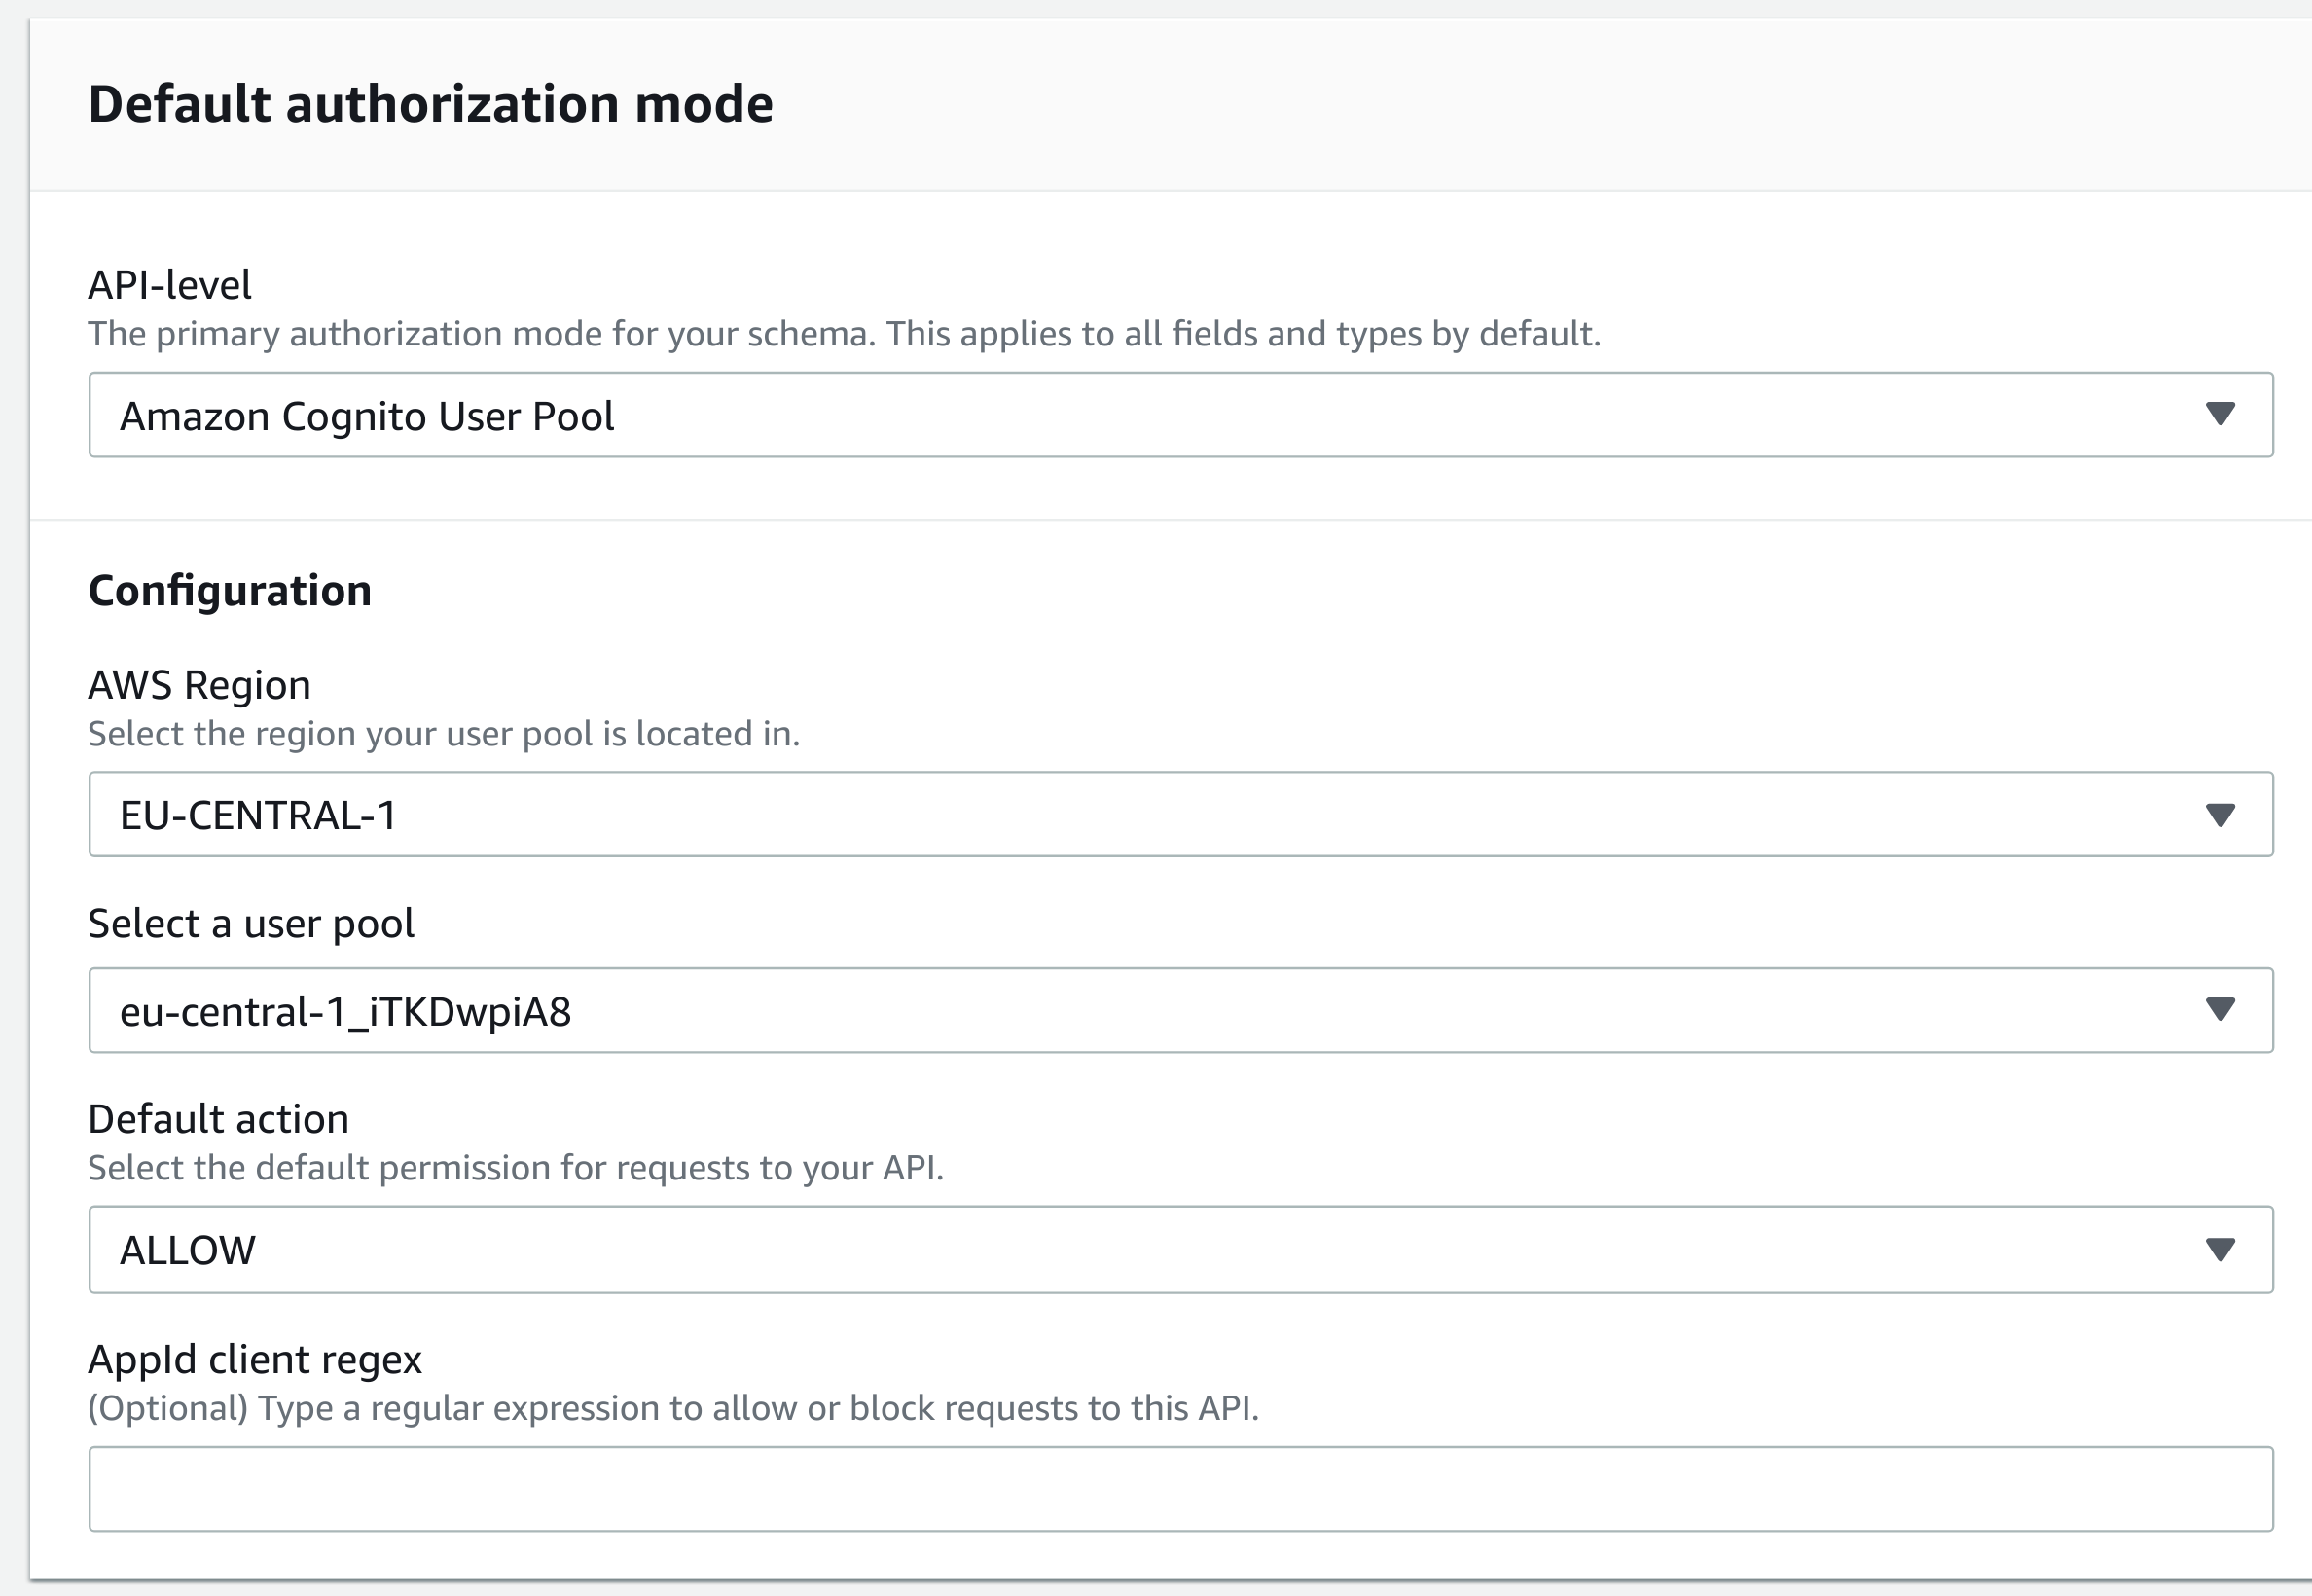 Default authorization mode
API-level
The primary authorization mode for your schema. This applies to all fields and types by default.
Amazon Cognito User Pool
Configuration
AWS Region
Select the region your user pool is located in.
EU-CENTRAL-1
Select a user pool
eu-central-1_iTKDwpiA8
Default action
Select the default permission for requests to your API.
ALLOW
AppId client regex
(Optional) Type a regular expression to allow or block requests to this API.